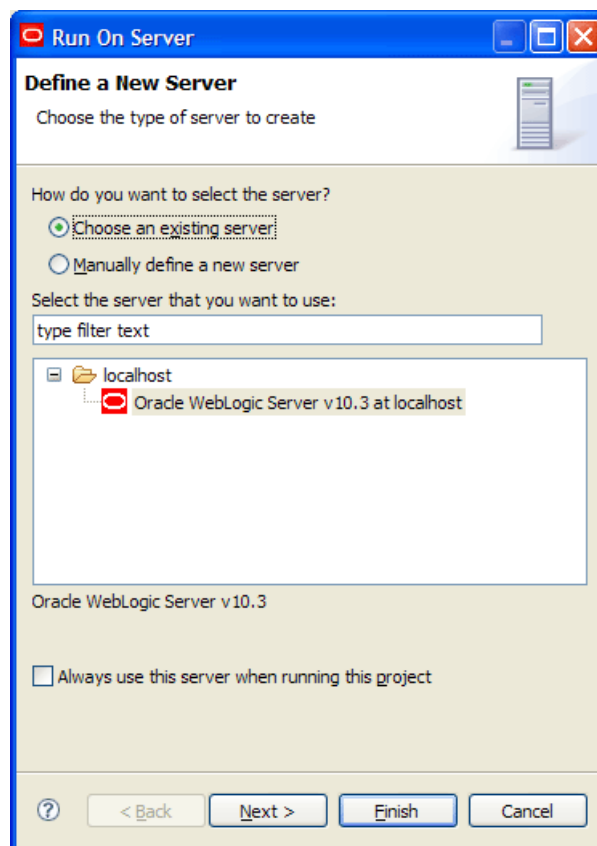 Run On Server
Define a New Server
Choose the type of server to create
How do you want to select the server?
Choose an existing server
Manually define a new server
Select the server that you want to use:
type filter text
localhost
Oracle WebLogic Server v10.3 at localhost
Oracle WebLogic Server v10.3
Always use this server when running this project
?
< Back
Next >
Finish
Cancel